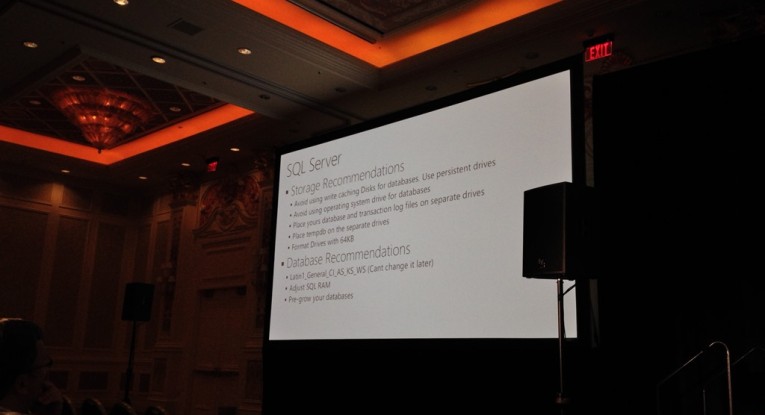 SQL Server
▪ Storage Recommendations
• Avoid using write caching Disks for databases. Use persistent drives
• Avoid using operating system drive for databases
• Place yours database and transaction log files on separate drives
• Place tempdb on the separate drives
• Format Drives with 64KB
▪ Database Recommendations
• Latin1_General_CI_AS_KS_WS (Cant change it later)
• Adjust SQL RAM
• Pre-grow your databases
EXIT